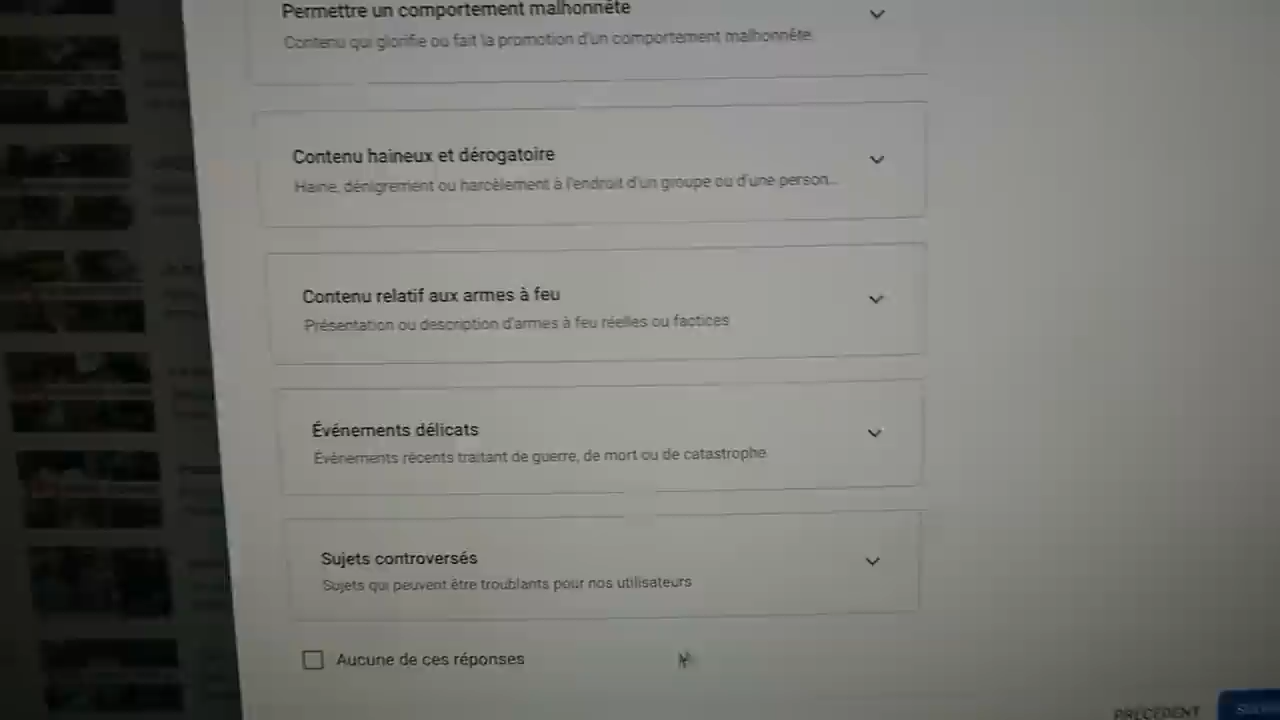 Permettre un comportement malhonnête
Contenu qui glorifie ou fait la promotion d'un comportement malhonnête.
Contenu haineux et dérogatoire
Haine, dénigrement ou harcèlement à l'endroit d'un groupe ou d'une person...
Contenu relatif aux armes à feu
Présentation ou description d'armes à feu réelles ou factices
Événements délicats
Événements récents traitant de guerre, de mort ou de catastrophe
Sujets controversés
Sujets qui peuvent être troublants pour nos utilisateurs
Aucune de ces réponses
PRÉCÉDENT